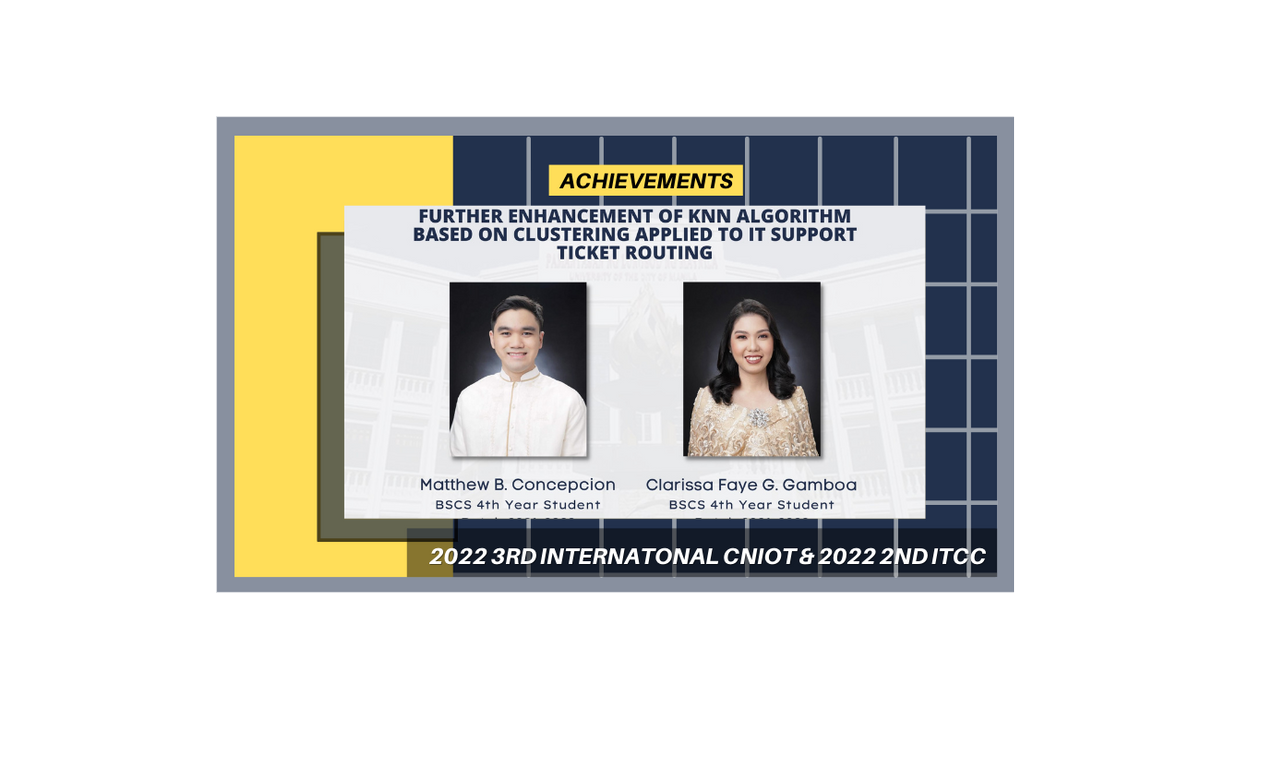 ACHIEVEMENTS
FURTHER ENHANCEMENT OF KNN ALGORITHM
BASED ON CLUSTERING APPLIED TO IT SUPPORT
TICKET ROUTING
Matthew B. Concepcion
Clarissa Faye G. Gamboa
BSCS 4th Year Student
BSCS 4th Year Student
2022 3RD INTERNATONAL CNIOT & 2022 2ND ITCC